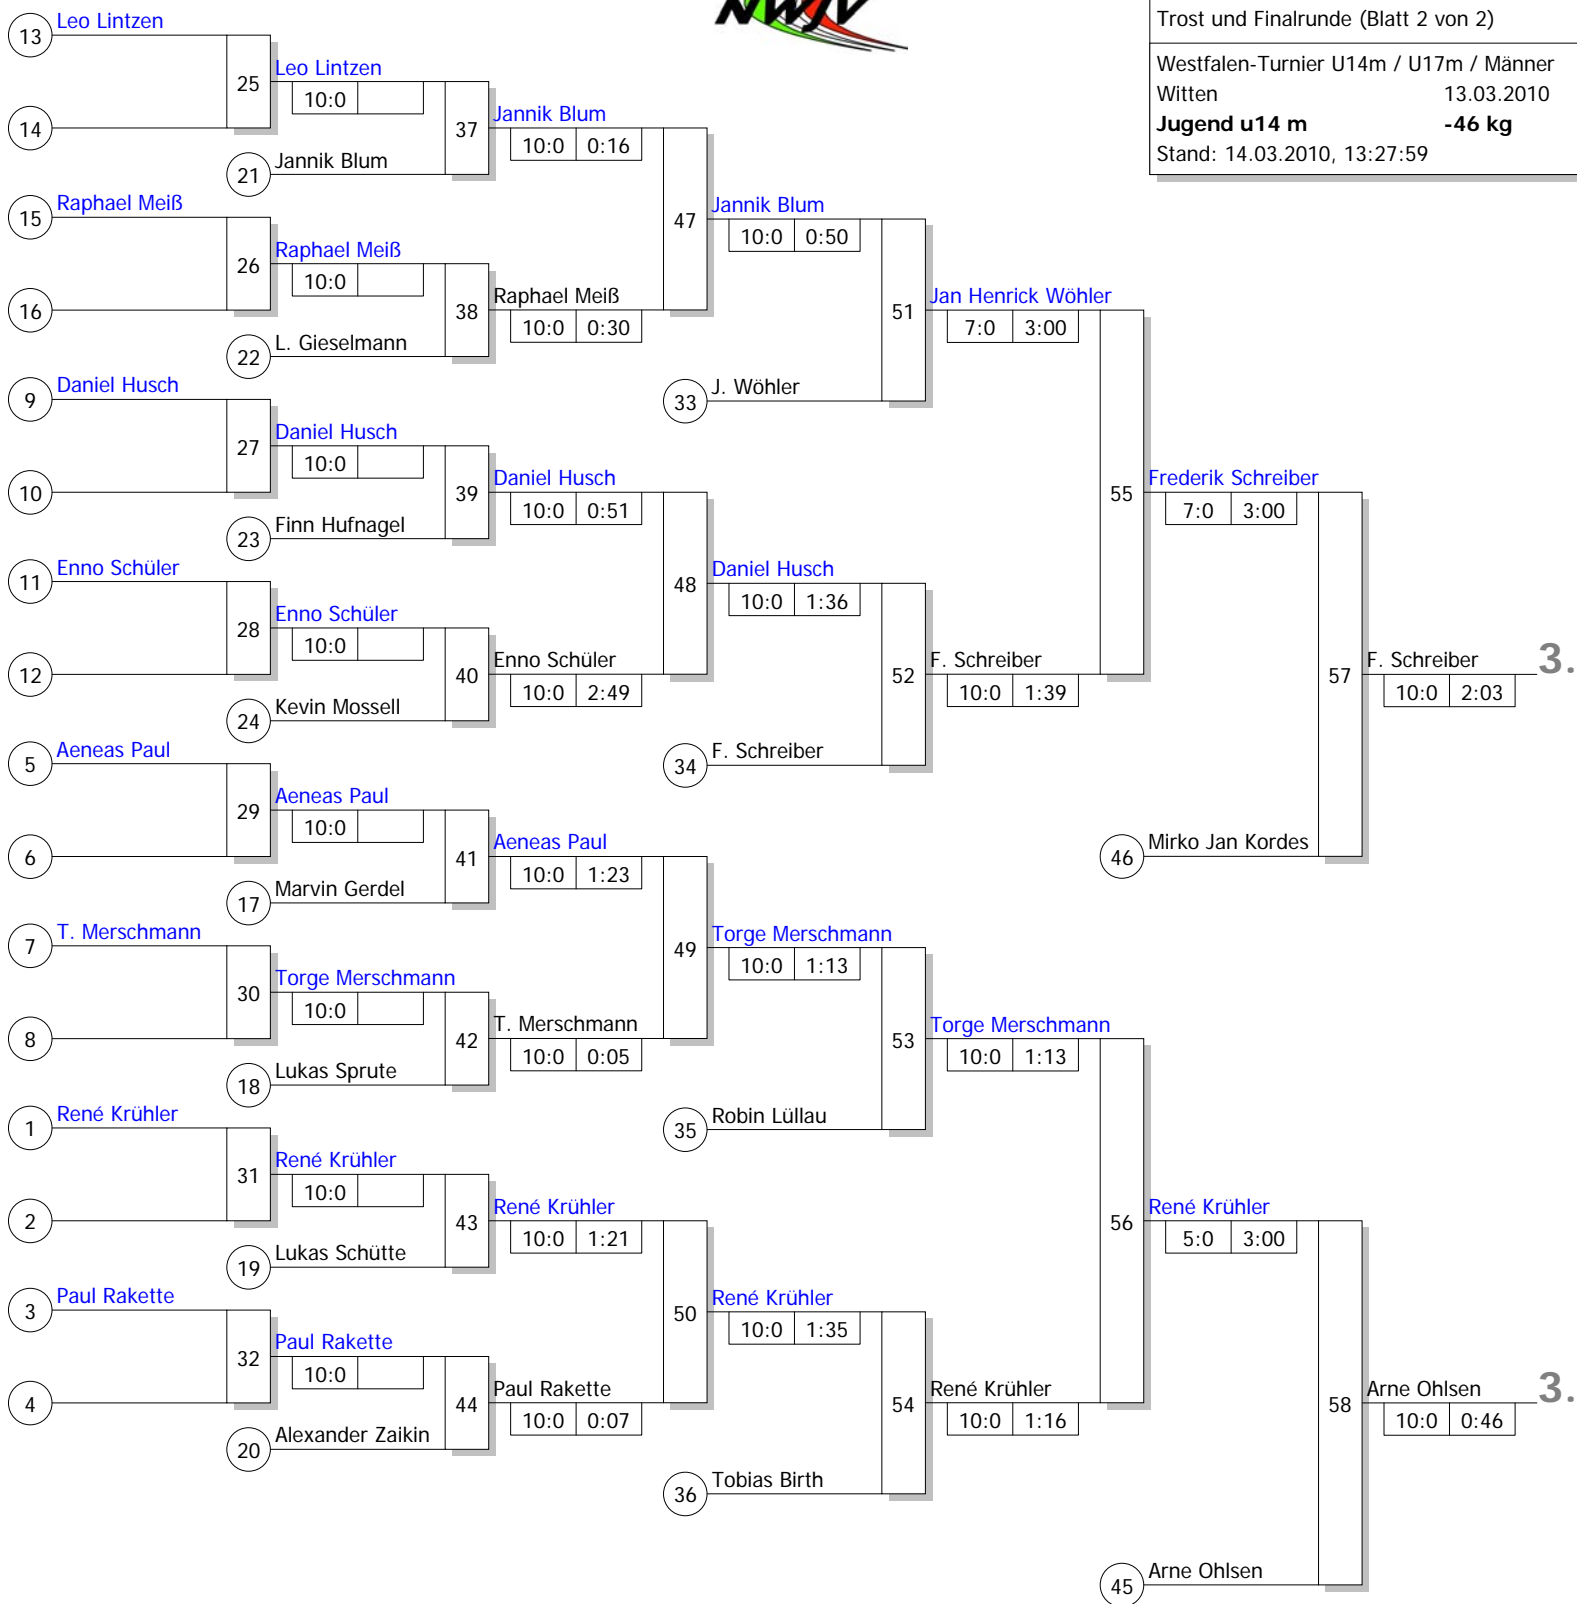 NWJV
Trost und Finalrunde (Blatt 2 von 2)
Westfalen-Turnier U14m / U17m / Männer
Witten 13.03.2010
Jugend u14 m -46 kg
Stand: 14.03.2010, 13:27:59
13 Leo Lintzen
25 Leo Lintzen
10:0
14
37 Jannik Blum
10:0 0:16
21 Jannik Blum
15 Raphael Meiß
47 Jannik Blum
10:0 0:50
26 Raphael Meiß
10:0
16
38 Raphael Meiß
10:0 0:30
22 L. Gieselmann
51 Jan Henrick Wöhler
7:0 3:00
9 Daniel Husch
33 J. Wöhler
27 Daniel Husch
10:0
10
39 Daniel Husch
10:0 0:51
23 Finn Hufnagel
55 Frederik Schreiber
7:0 3:00
11 Enno Schüler
48 Daniel Husch
10:0 1:36
28 Enno Schüler
10:0
12
40 Enno Schüler
10:0 2:49
24 Kevin Mossell
52 F. Schreiber
10:0 1:39
57 F. Schreiber 3.
10:0 2:03
5 Aeneas Paul
34 F. Schreiber
29 Aeneas Paul
10:0
6
41 Aeneas Paul
10:0 1:23
46 Mirko Jan Kordes
17 Marvin Gerdel
7 T. Merschmann
49 Torge Merschmann
10:0 1:13
30 Torge Merschmann
10:0
8
42 T. Merschmann
10:0 0:05
18 Lukas Sprute
53 Torge Merschmann
10:0 1:13
1 René Krühler
35 Robin Lüllau
31 René Krühler
10:0
2
43 René Krühler
10:0 1:21
19 Lukas Schütte
56 René Krühler
5:0 3:00
3 Paul Rakette
50 René Krühler
10:0 1:35
32 Paul Rakette
10:0
4
44 Paul Rakette
10:0 0:07
20 Alexander Zaikin
54 René Krühler
10:0 1:16
58 Arne Ohlsen 3.
10:0 0:46
36 Tobias Birth
45 Arne Ohlsen